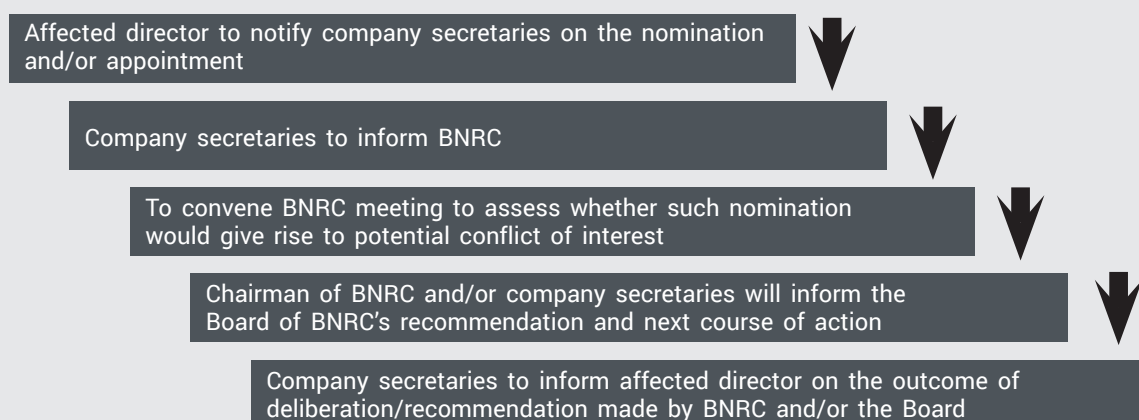 Affected director to notify company secretaries on the nomination
and/or appointment
Company secretaries to inform BNRC
To convene BNRC meeting to assess whether such nomination
would give rise to potential conflict of interest
Chairman of BNRC and/or company secretaries will inform the
Board of BNRC’s recommendation and next course of action
Company secretaries to inform affected director on the outcome of
deliberation/recommendation made by BNRC and/or the Board